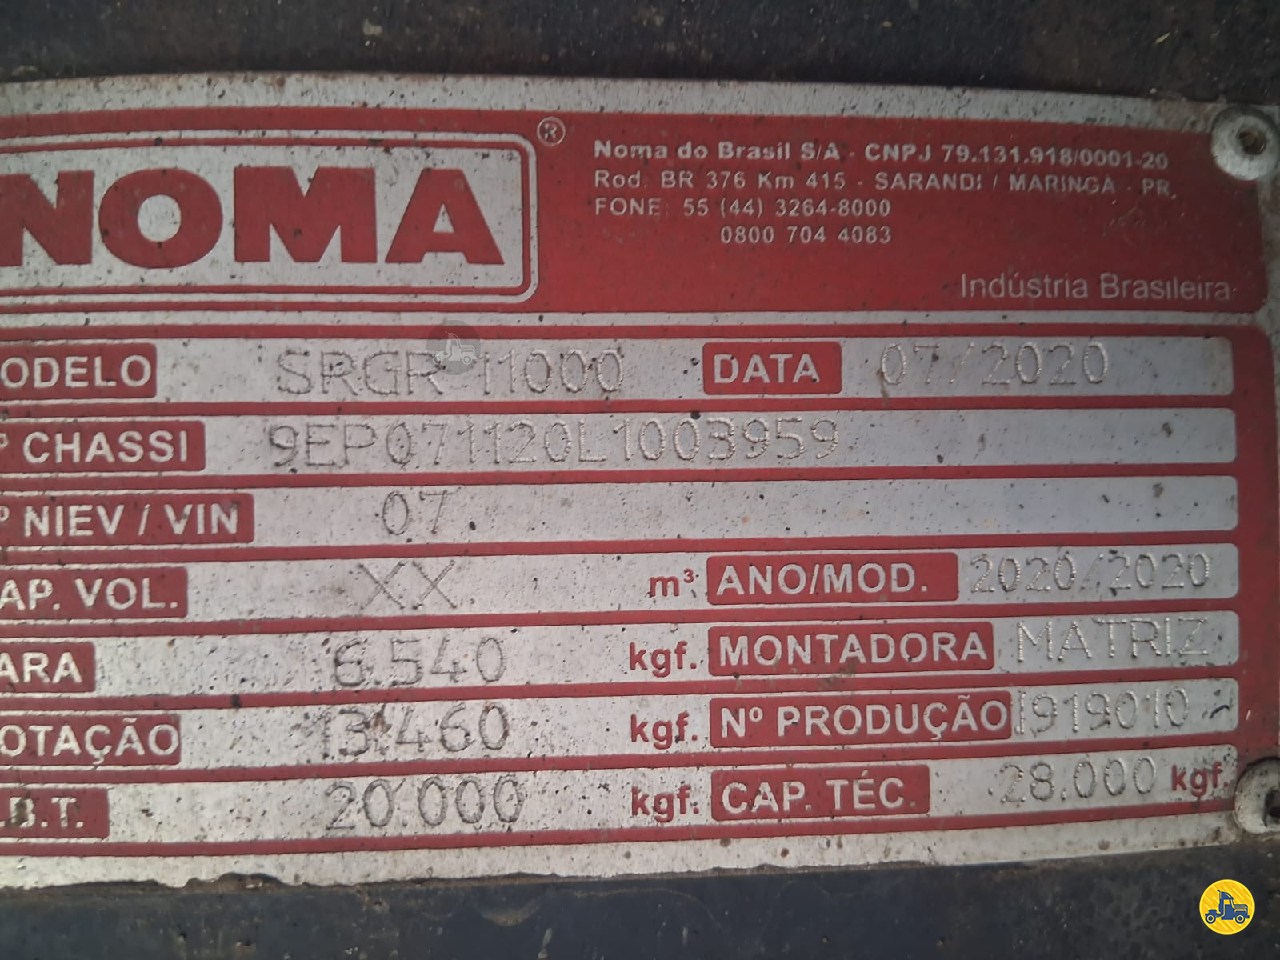 NOMA ®
Noma do Brasil S/A - CNPJ 79.131.918/0001-20
Rod. BR 376 Km 415 - SARANDI / MARINGA - PR.
FONE 55 (44) 3264-8000
0800 704 4083
Indústria Brasileira
ODELO SRGR 11000 DATA 07/2020
º CHASSI 9EP071120L1003959
º NIEV / VIN 07
AP. VOL. XX m³ ANO/MOD. 2020/2020
ARA 6.540 kgf. MONTADORA MATRIZ
OTAÇÃO 13.460 kgf. Nº PRODUÇÃO 1919010
.B.T. 20.000 kgf. CAP. TÉC. 28.000 kgf.